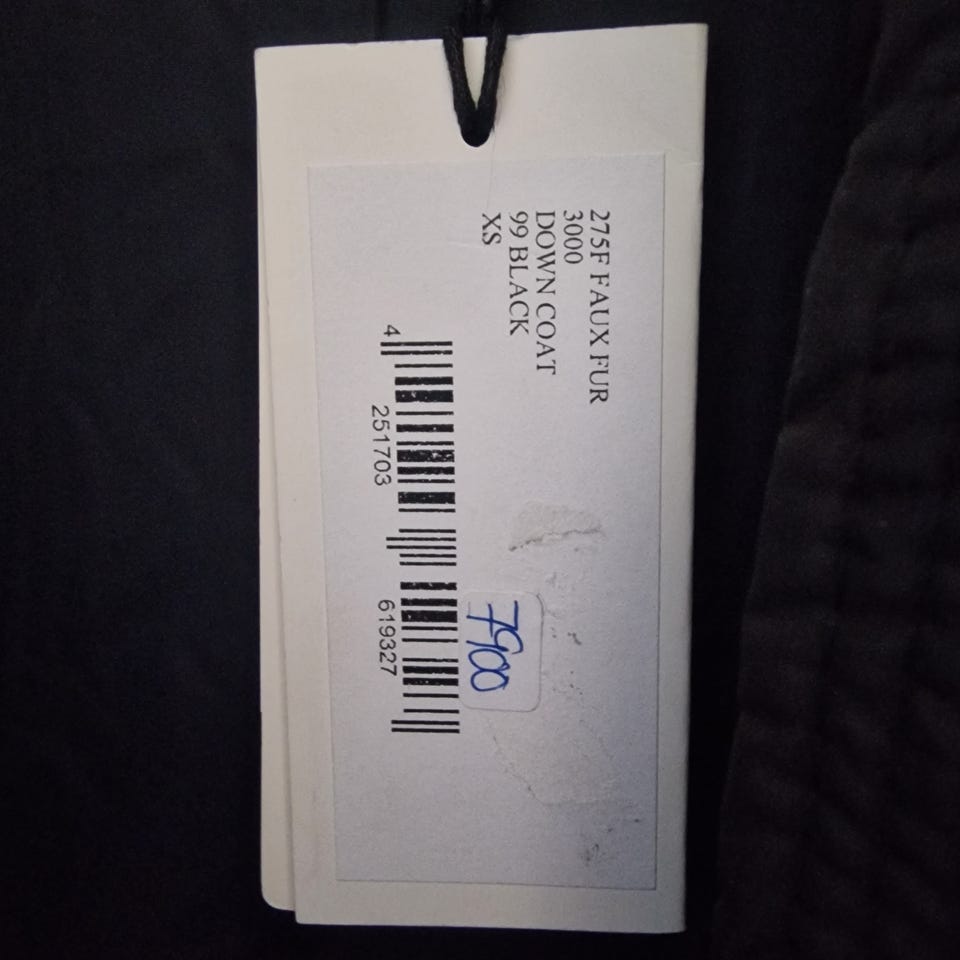 275F FAUX FUR
3000
DOWN COAT
99 BLACK
XS
7900
4 251703 619327